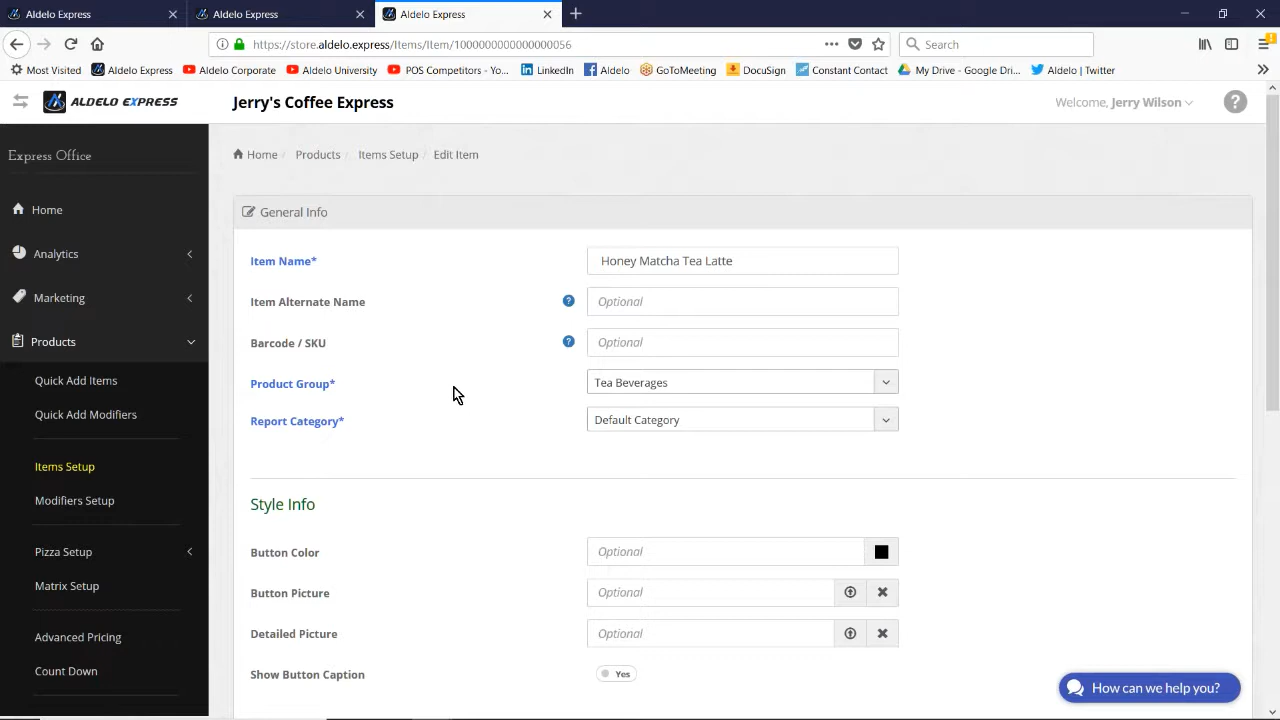 Aldelo Express
Aldelo Express
Aldelo Express
https://store.aldelo.express/Items/Item/1000000000000000056
Search
Most Visited
Aldelo Express
Aldelo Corporate
Aldelo University
POS Competitors - Yo...
LinkedIn
Aldelo
GoToMeeting
DocuSign
Constant Contact
My Drive - Google Dri...
Aldelo | Twitter
ALDELO EXPRESS
Jerry's Coffee Express
Welcome, Jerry Wilson
Express Office
Home
Analytics
Marketing
Products
Quick Add Items
Quick Add Modifiers
Items Setup
Modifiers Setup
Pizza Setup
Matrix Setup
Advanced Pricing
Count Down
Home / Products / Items Setup / Edit Item
General Info
Item Name* Honey Matcha Tea Latte
Item Alternate Name ? Optional
Barcode / SKU ? Optional
Product Group* Tea Beverages
Report Category* Default Category
Style Info
Button Color Optional
Button Picture Optional
Detailed Picture Optional
Show Button Caption Yes
How can we help you?